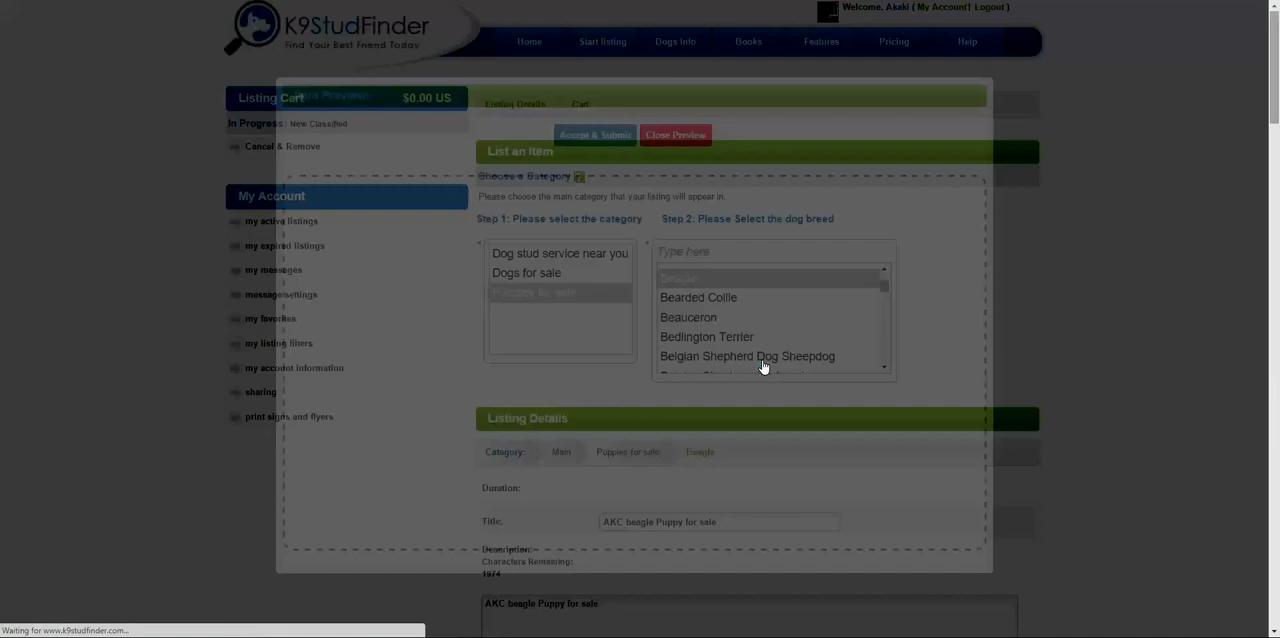 Welcome, Akaki ( My Account| Logout )
K9StudFinder
Find Your Best Friend Today
Home
Start listing
Dogs Info
Books
Features
Pricing
Help
Listing Cart
$0.00 US
In Progress: New Classified
Cancel & Remove
My Account
my active listings
my expired listings
my messages
message settings
my favorites
my listing filters
my account information
sharing
print signs and flyers
Preview:
Listing Details
Cart
Accept & Submit
Close Preview
List an Item
Choose a Category
Please choose the main category that your listing will appear in.
Step 1: Please select the category
Step 2: Please Select the dog breed
Dog stud service near you
Dogs for sale
Puppies for sale
Type here
Beagle
Bearded Collie
Beauceron
Bedlington Terrier
Belgian Shepherd Dog Sheepdog
Listing Details
Category:
Main
Puppies for sale
Beagle
Duration:
Title.
AKC beagle Puppy for sale
Description:
Characters Remaining:
1974
AKC beagle Puppy for sale
Waiting for www.k9studfinder.com...